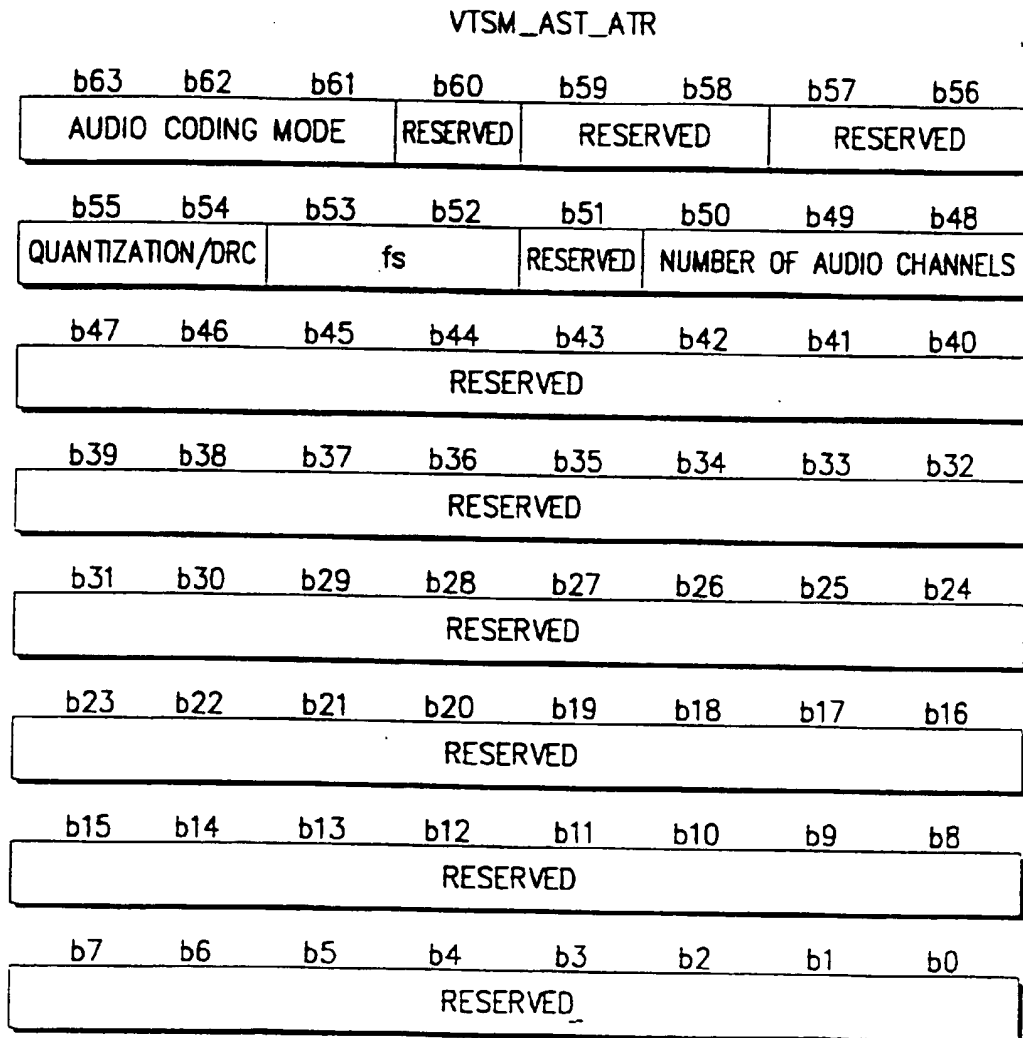 VTSM_AST_ATR
b63 b62 b61 b60 b59 b58 b57 b56
AUDIO CODING MODE RESERVED RESERVED RESERVED
b55 b54 b53 b52 b51 b50 b49 b48
QUANTIZATION/DRC fs RESERVED NUMBER OF AUDIO CHANNELS
b47 b46 b45 b44 b43 b42 b41 b40
RESERVED
b39 b38 b37 b36 b35 b34 b33 b32
RESERVED
b31 b30 b29 b28 b27 b26 b25 b24
RESERVED
b23 b22 b21 b20 b19 b18 b17 b16
RESERVED
b15 b14 b13 b12 b11 b10 b9 b8
RESERVED
b7 b6 b5 b4 b3 b2 b1 b0
RESERVED